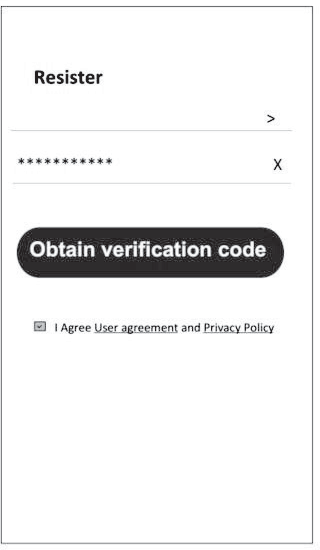 Resister
>
***********
X
Obtain verification code
I Agree User agreement and Privacy Policy